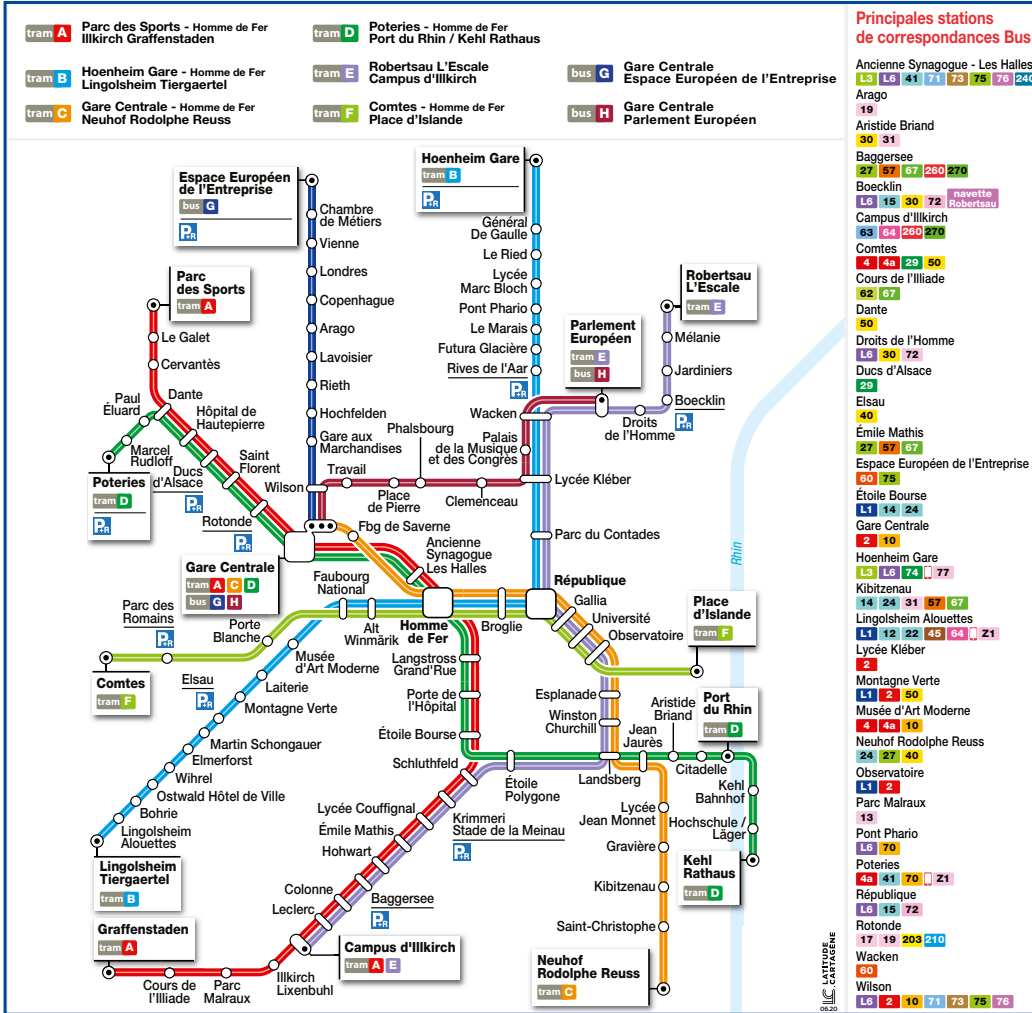 tram A Parc des Sports - Homme de Fer
Illkirch Graffenstaden
tram B Hoenheim Gare - Homme de Fer
Lingolsheim Tiergaertel
tram C Gare Centrale - Homme de Fer
Neuhof Rodolphe Reuss
tram D Poteries - Homme de Fer
Port du Rhin / Kehl Rathaus
tram E Robertsau L'Escale
Campus d'Illkirch
tram F Comtes - Homme de Fer
Place d'Islande
bus G Gare Centrale
Espace Européen de l'Entreprise
bus H Gare Centrale
Parlement Européen
Espace Européen
de l'Entreprise
bus G
P+R
Chambre
de Métiers
Vienne
Londres
Copenhague
Arago
Lavoisier
Rieth
Hochfelden
Gare aux
Marchandises
Wilson
Hoenheim Gare
tram B
P+R
Général
De Gaulle
Le Ried
Lycée
Marc Bloch
Pont Phario
Le Marais
Futura Glacière
Rives de l'Aar
P+R
Parc
des Sports
tram A
Le Galet
Cervantès
Dante
Paul
Éluard
Marcel
Rudloff
Poteries
tram D
P+R
Hôpital de
Hautepierre
Ducs
d'Alsace
P+R
Saint
Florent
Rotonde
P+R
Robertsau
L'Escale
tram E
Mélanie
Jardiniers
Boecklin
P+R
Droits
de l'Homme
Parlement
Européen
tram E
bus H
Wacken
Palais
de la Musique
et des Congrès
Lycée Kléber
Clemenceau
Phalsbourg
Place
de Pierre
Travail
Parc du Contades
Rhin
Gare Centrale
tram A C D
bus G H
Fbg de Saverne
Ancienne
Synagogue
Les Halles
Faubourg
National
Alt
Winmärik
Homme
de Fer
Broglie
République
Gallia
Université
Observatoire
Place
d'Islande
tram F
Parc des
Romains
P+R
Porte
Blanche
Comtes
tram F
Musée
d'Art Moderne
Laiterie
Montagne Verte
Elsau
P+R
Martin Schongauer
Elmerforst
Wihrel
Ostwald Hôtel de Ville
Bohrie
Lingolsheim
Alouettes
Lingolsheim
Tiergaertel
tram B
Langstross
Grand'Rue
Porte de
l'Hôpital
Étoile Bourse
Schluthfeld
Étoile
Polygone
Esplanade
Winston
Churchill
Landsberg
Jean
Jaurès
Aristide
Briand
Citadelle
Port
du Rhin
tram D
Kehl
Bahnhof
Hochschule /
Läger
Kehl
Rathaus
tram D
Lycée
Jean Monnet
Gravière
Kibitzenau
Saint-Christophe
Neuhof
Rodolphe Reuss
tram C
Lycée Couffignal
Krimmeri
Stade de la Meinau
P+R
Émile Mathis
Hohwart
Baggersee
P+R
Colonne
Leclerc
Campus d'Illkirch
tram A E
Illkirch
Lixenbuhl
Parc
Malraux
Cours de
l'Illiade
Graffenstaden
tram A
LATITUDE
CARTAGÈNE
06.20
Principales stations
de correspondances Bus
Ancienne Synagogue - Les Halles
L3 L6 41 71 73 75 76 240
Arago
19
Aristide Briand
30 31
Baggersee
27 57 67 260 270
Boecklin
L6 15 30 72 navette
Robertsau
Campus d'Illkirch
63 64 260 270
Comtes
4 4a 29 50
Cours de l'Illiade
62 67
Dante
50
Droits de l'Homme
L6 30 72
Ducs d'Alsace
29
Elsau
40
Émile Mathis
27 57 67
Espace Européen de l'Entreprise
60 75
Étoile Bourse
L1 14 24
Gare Centrale
2 10
Hoenheim Gare
L3 L6 74 77
Kibitzenau
14 24 31 57 67
Lingolsheim Alouettes
L1 12 22 45 64 Z1
Lycée Kléber
2
Montagne Verte
L1 2 50
Musée d'Art Moderne
4 4a 10
Neuhof Rodolphe Reuss
24 27 40
Observatoire
L1 2
Parc Malraux
13
Pont Phario
L6 70
Poteries
4a 41 70 Z1
République
L6 15 72
Rotonde
17 19 203 210
Wacken
60
Wilson
L6 2 10 71 73 75 76